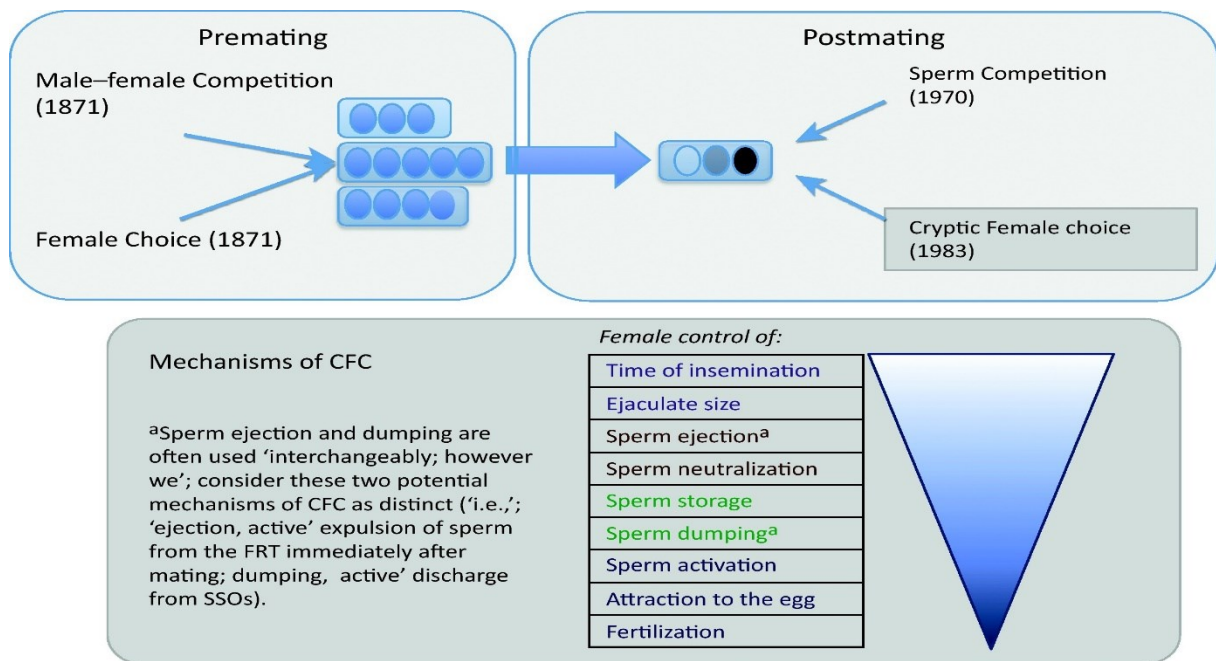 Premating
Male–female Competition
(1871)
Female Choice (1871)
Postmating
Sperm Competition
(1970)
Cryptic Female choice
(1983)
Mechanisms of CFC
ᵃSperm ejection and dumping are
often used ‘interchangeably; however
we’; consider these two potential
mechanisms of CFC as distinct (‘i.e.,’;
‘ejection, active’ expulsion of sperm
from the FRT immediately after
mating; dumping, active’ discharge
from SSOs).
Female control of:
Time of insemination
Ejaculate size
Sperm ejectionᵃ
Sperm neutralization
Sperm storage
Sperm dumpingᵃ
Sperm activation
Attraction to the egg
Fertilization